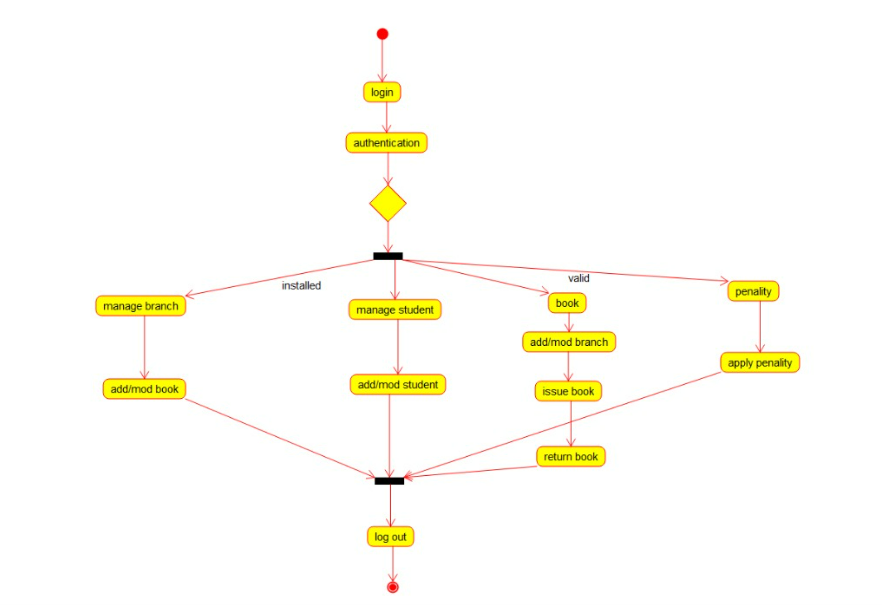 login
authentication
installed
valid
manage branch
manage student
book
penality
add/mod branch
add/mod book
add/mod student
issue book
apply penality
return book
log out